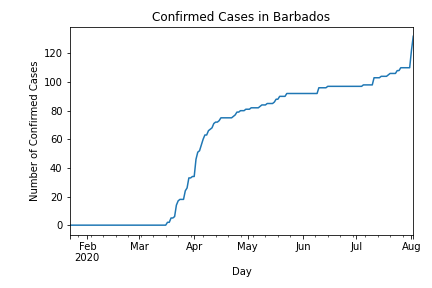 Confirmed Cases in Barbados
Number of Confirmed Cases
120
100
80
60
40
20
0
Feb Mar Apr May Jun Jul Aug
2020
Day